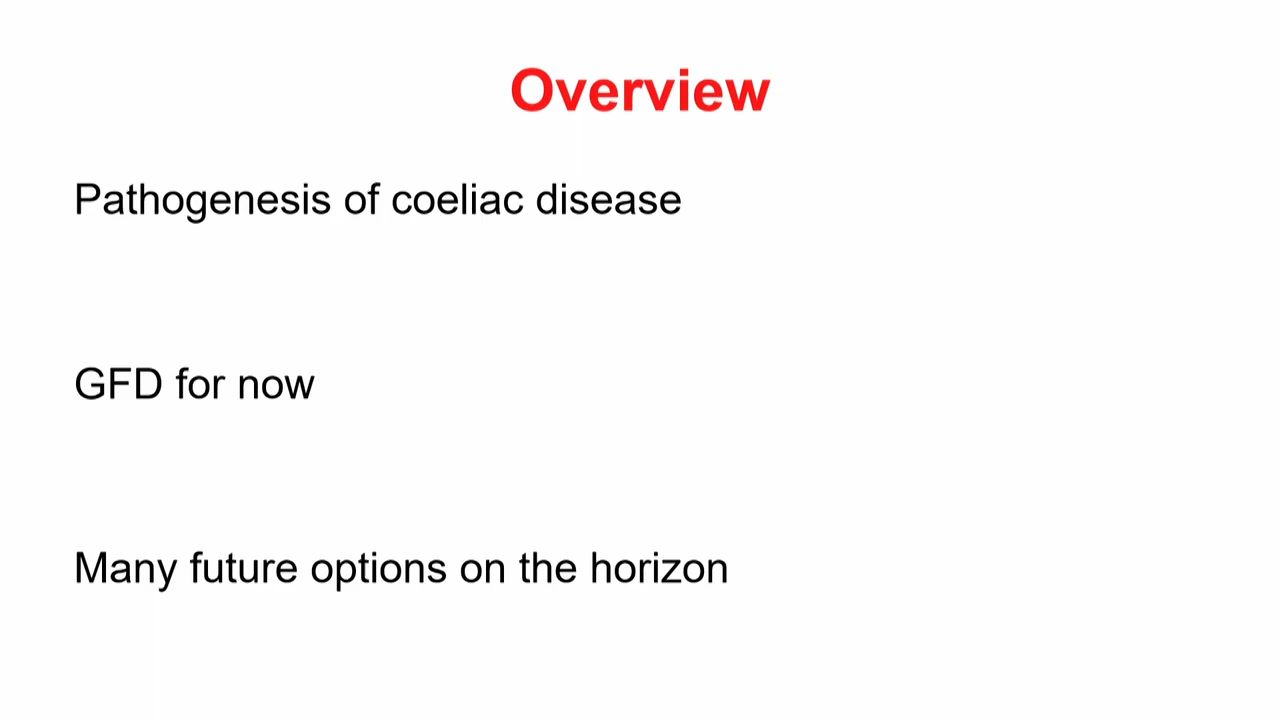 Overview
Pathogenesis of coeliac disease
GFD for now
Many future options on the horizon